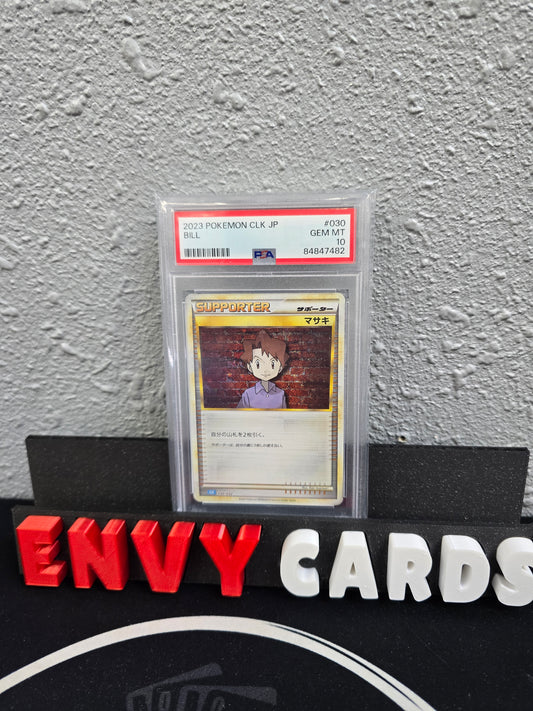 2023 POKEMON CLK JP #030
BILL GEM MT
10
PSA 84847482
SUPPORTER サポーター
マサキ
自分の山札を2枚引く。
ENVY CARDS